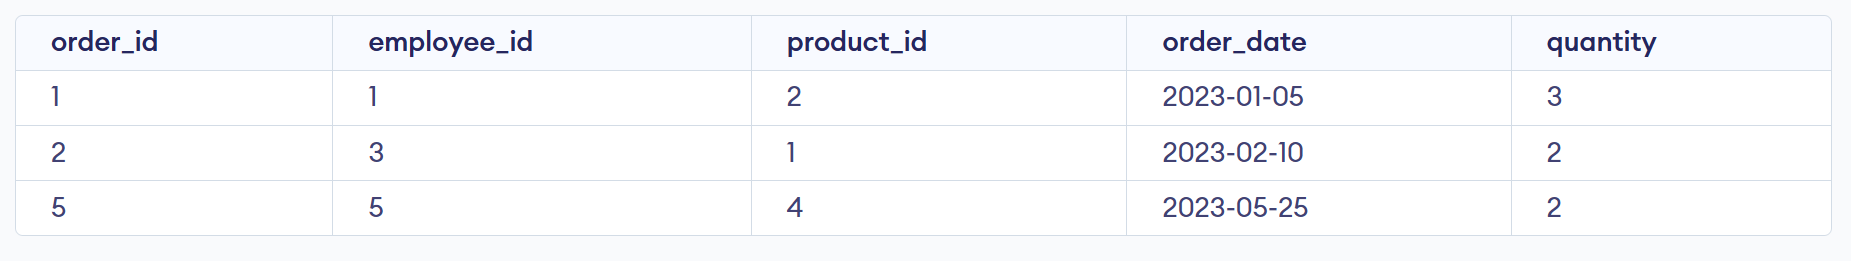 order_id employee_id product_id order_date quantity
1 1 2 2023-01-05 3
2 3 1 2023-02-10 2
5 5 4 2023-05-25 2